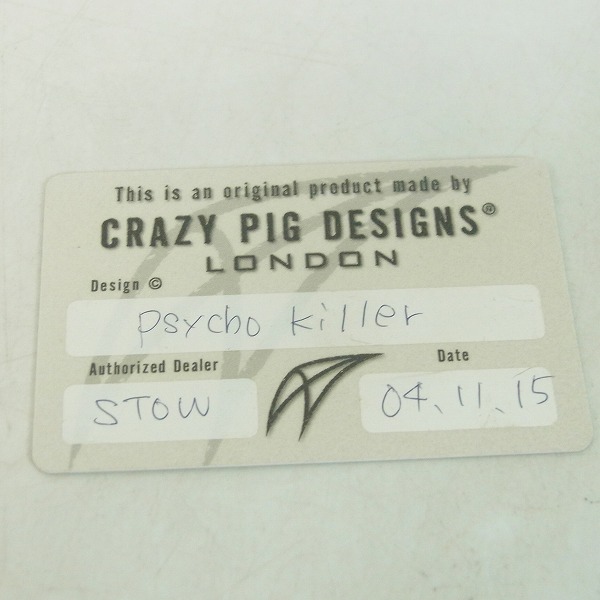 This is an original product made by
CRAZY PIG DESIGNS®
LONDON
Design ©
Psycho Killer
Authorized Dealer
Date
STOW
04.11.15